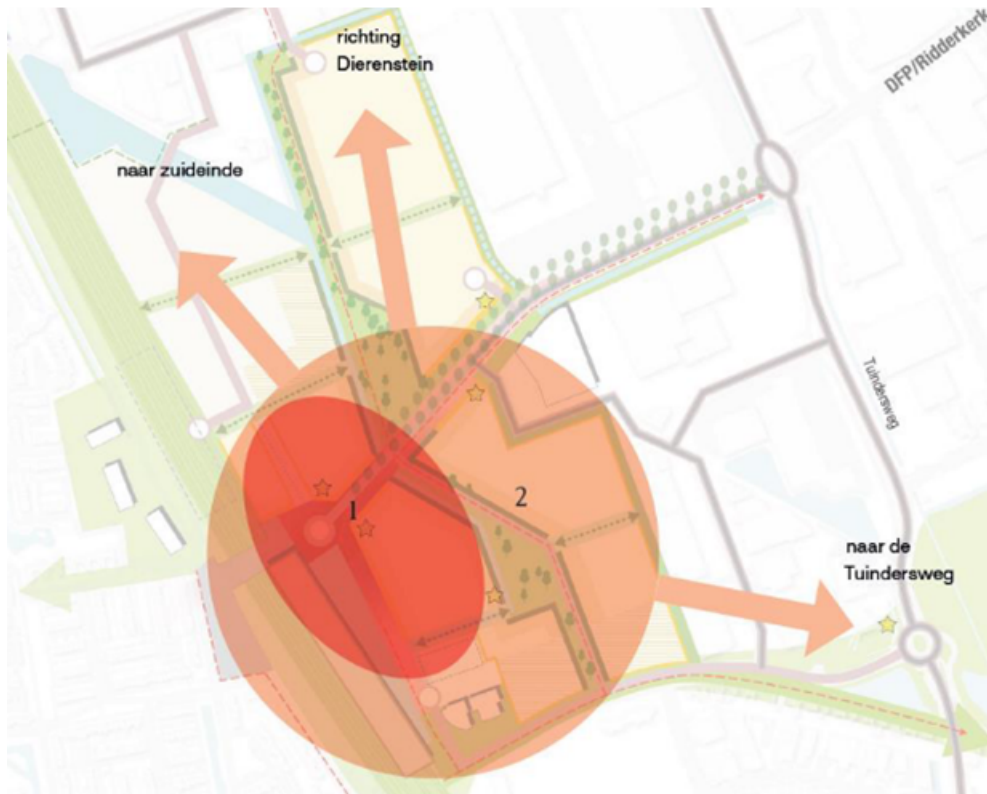 richting
Dierenstein
DFP/Ridderkerk
naar zuideinde
Tuindersweg
1
2
naar de
Tuindersweg